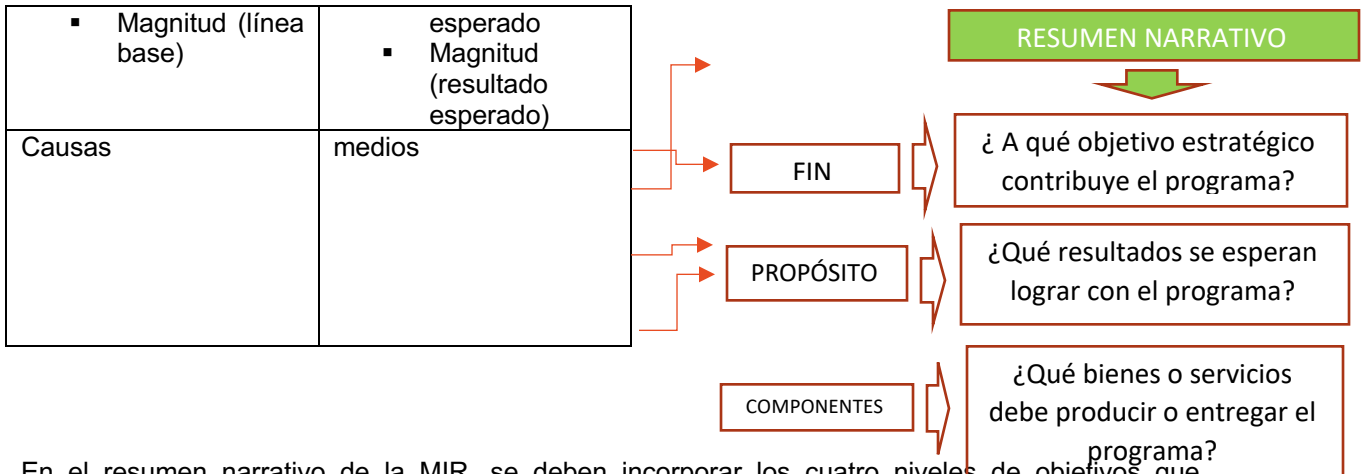 ▪ Magnitud (línea
base)
esperado
▪ Magnitud
(resultado
esperado)
Causas
medios
RESUMEN NARRATIVO
FIN
¿ A qué objetivo estratégico
contribuye el programa?
PROPÓSITO
¿Qué resultados se esperan
lograr con el programa?
COMPONENTES
¿Qué bienes o servicios
debe producir o entregar el
programa?
En el resumen narrativo de la MIR, se deben incorporar los cuatro niveles de objetivos que